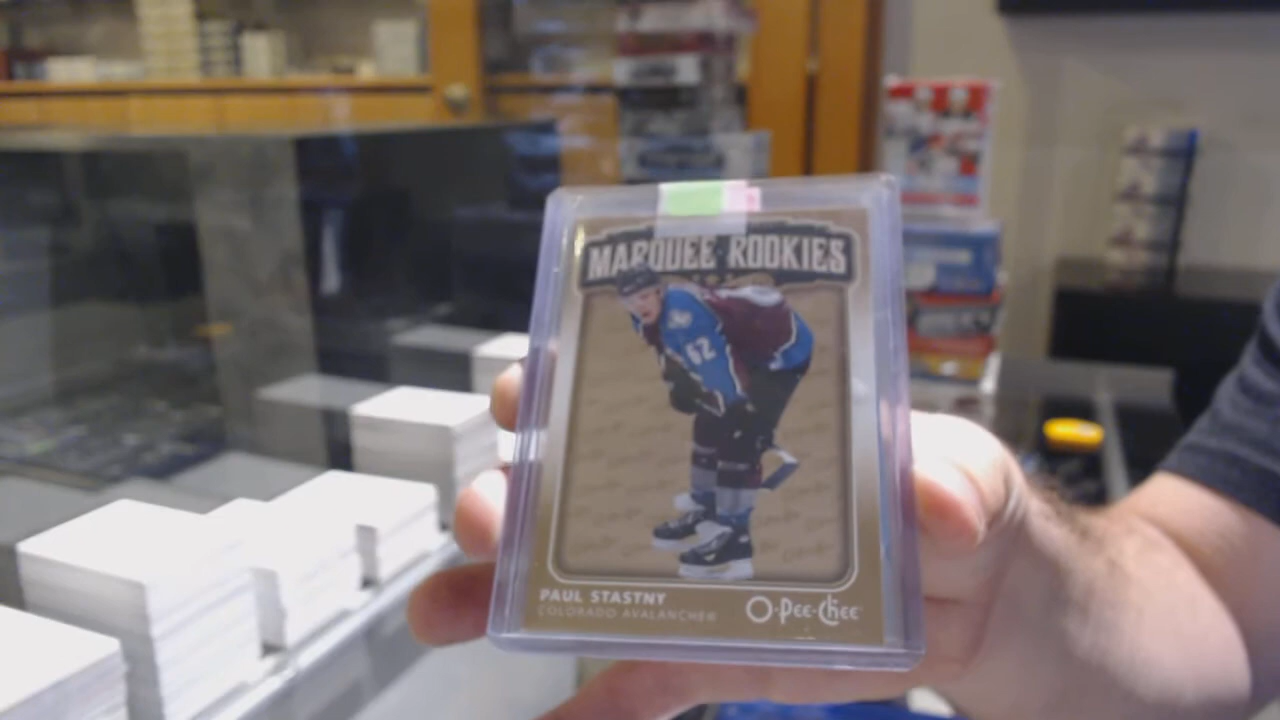 MARQUEE ROOKIES
62
PAUL STASTNY
COLORADO AVALANCHE®
O-Pee-Chee